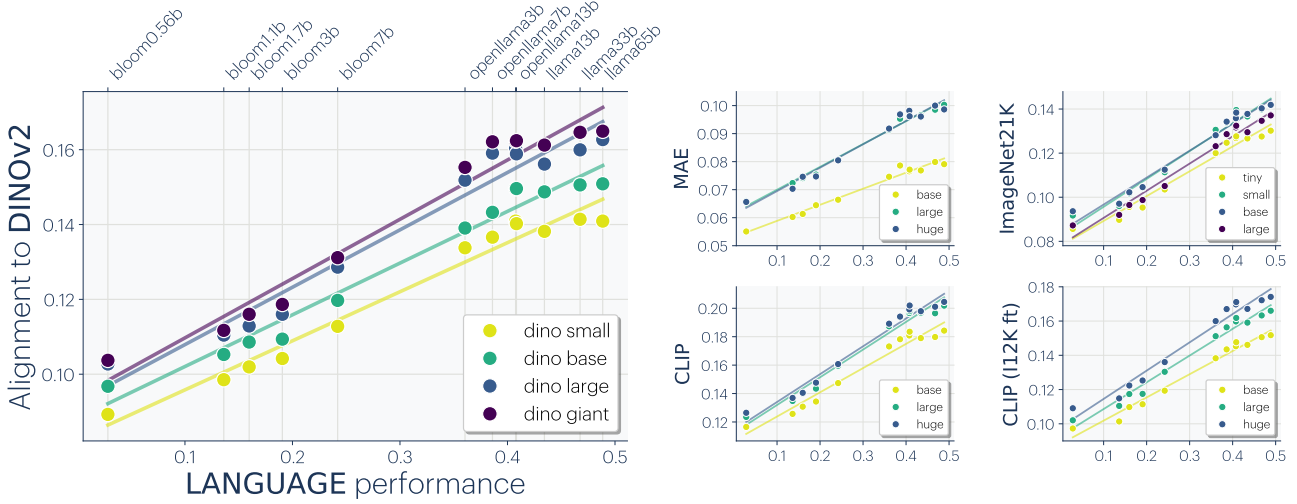 bloom0.56b
bloom1.1b
bloom1.7b
bloom3b
bloom7b
openllama3b
openllama7b
openllama13b
llama13b
llama33b
llama65b
Alignment to DINOv2
0.16
0.14
0.12
0.10
dino small
dino base
dino large
dino giant
0.1 0.2 0.3 0.4 0.5
LANGUAGE performance
MAE
0.10
0.09
0.08
0.07
0.06
0.05
base
large
huge
0.1 0.2 0.3 0.4 0.5
ImageNet21K
0.14
0.12
0.10
0.08
tiny
small
base
large
0.1 0.2 0.3 0.4 0.5
CLIP
0.20
0.18
0.16
0.14
0.12
base
large
huge
0.1 0.2 0.3 0.4 0.5
CLIP (I12K ft)
0.18
0.16
0.14
0.12
0.10
base
large
huge
0.1 0.2 0.3 0.4 0.5